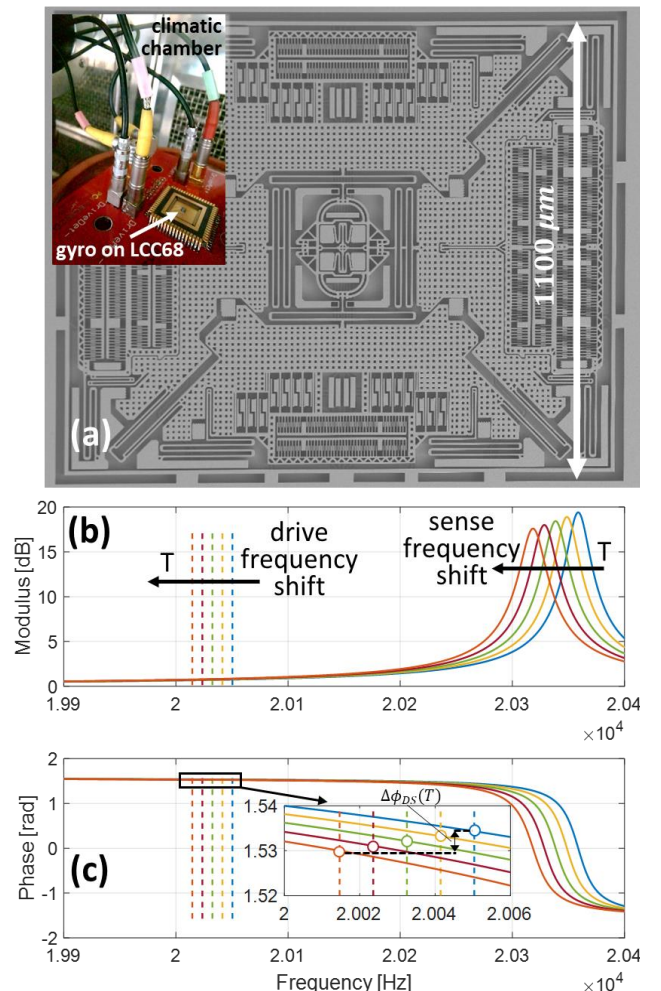 climatic
chamber
gyro on LCC68
1100 μm
(a)
(b)
Modulus [dB]
20
15
10
5
0
T
drive
frequency
shift
sense
frequency
shift
T
1.99
2
2.01
2.02
2.03
2.04
×10⁴
(c)
Phase [rad]
2
1
0
-1
-2
Δϕ_DS(T)
1.54
1.53
1.52
2
2.002
2.004
2.006
1.99
2
2.01
2.02
2.03
2.04
Frequency [Hz]
×10⁴